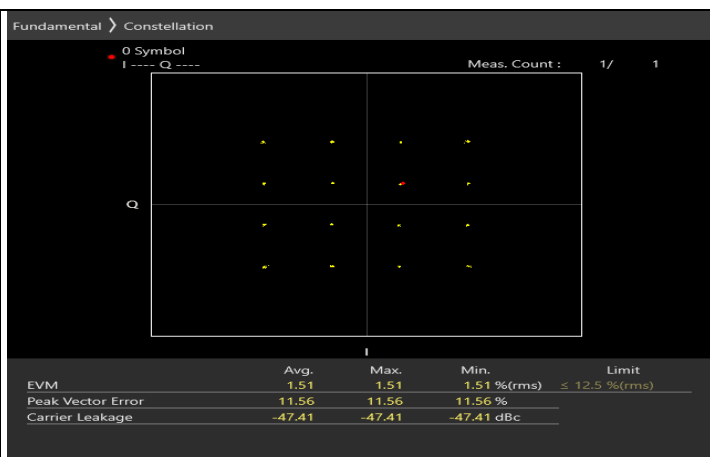 Fundamental 》 Constellation
0 Symbol
I ---- Q ----
Meas. Count : 1/ 1
Q
I
Avg. Max. Min. Limit
EVM 1.51 1.51 1.51 %(rms) ≤ 12.5 %(rms)
Peak Vector Error 11.56 11.56 11.56 %
Carrier Leakage -47.41 -47.41 -47.41 dBc